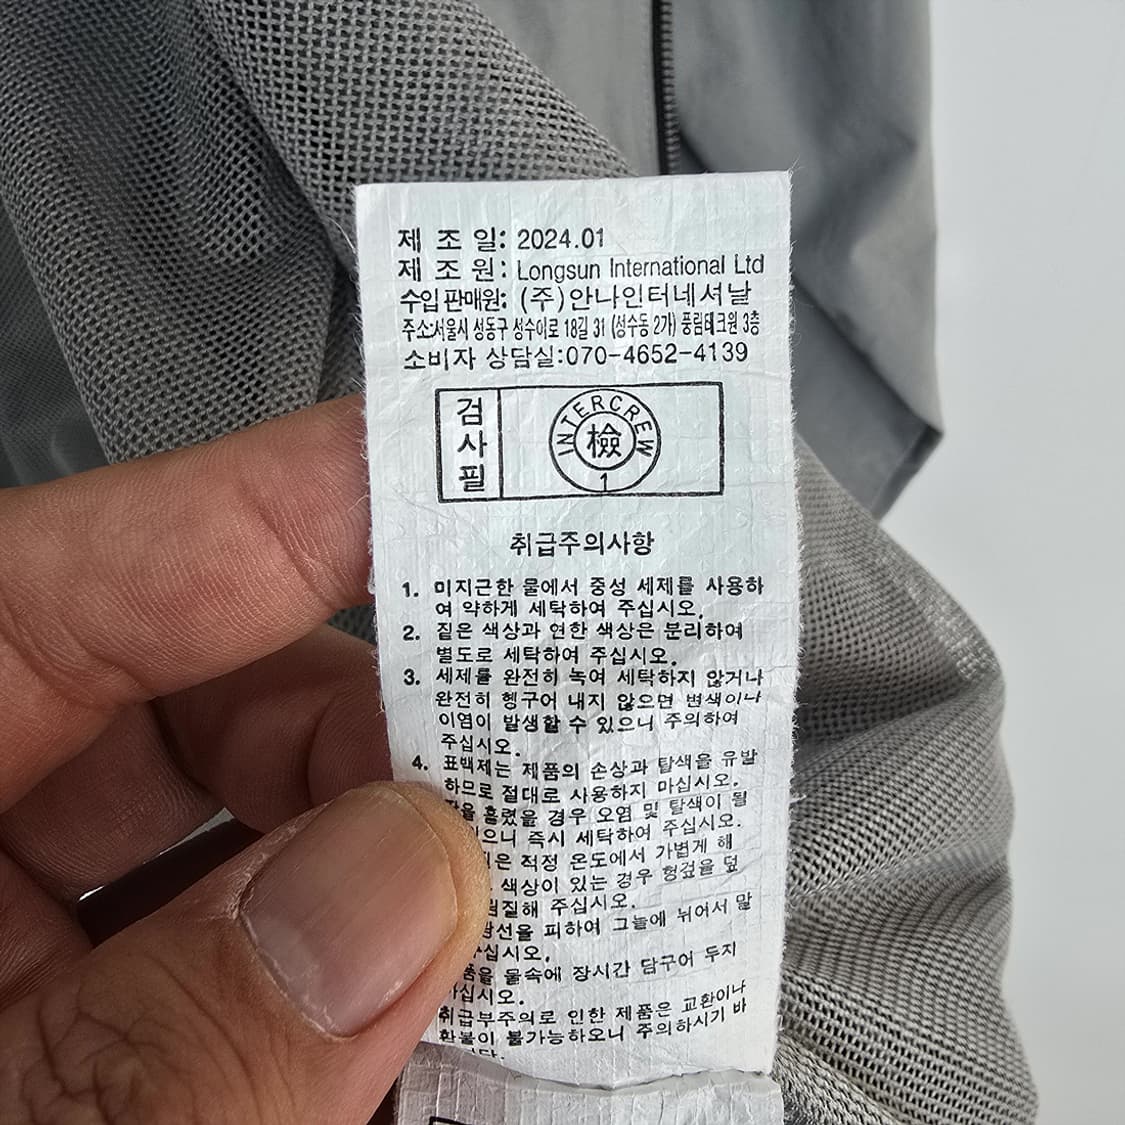 제 조 일: 2024.01
제 조 원: Longsun International Ltd
수입판매원: (주)안나인터네셔날
주소:서울시 성동구 성수이로 18길 31 (성수동 2가) 풍림테크원 3층
소비자 상담실:070-4652-4139
검사필
INTERCREW
檢
1
취급주의사항
1. 미지근한 물에서 중성 세제를 사용하
여 약하게 세탁하여 주십시오.
2. 짙은 색상과 연한 색상은 분리하여
별도로 세탁하여 주십시오.
3. 세제를 완전히 녹여 세탁하지 않거나
완전히 헹구어 내지 않으면 변색이나
이염이 발생할 수 있으니 주의하여
주십시오.
4. 표백제는 제품의 손상과 탈색을 유발
하므로 절대로 사용하지 마십시오.
흘렸을 경우 오염 및 탈색이 될
즉시 세탁하여 주십시오.
적정 온도에서 가볍게 해
색상이 있는 경우 헝겊을 덮
주십시오.
피하여 그늘에 뉘어서 말
물속에 장시간 담구어 두지
취급부주의로 인한 제품은 교환이나
환불이 불가능하오니 주의하시기 바